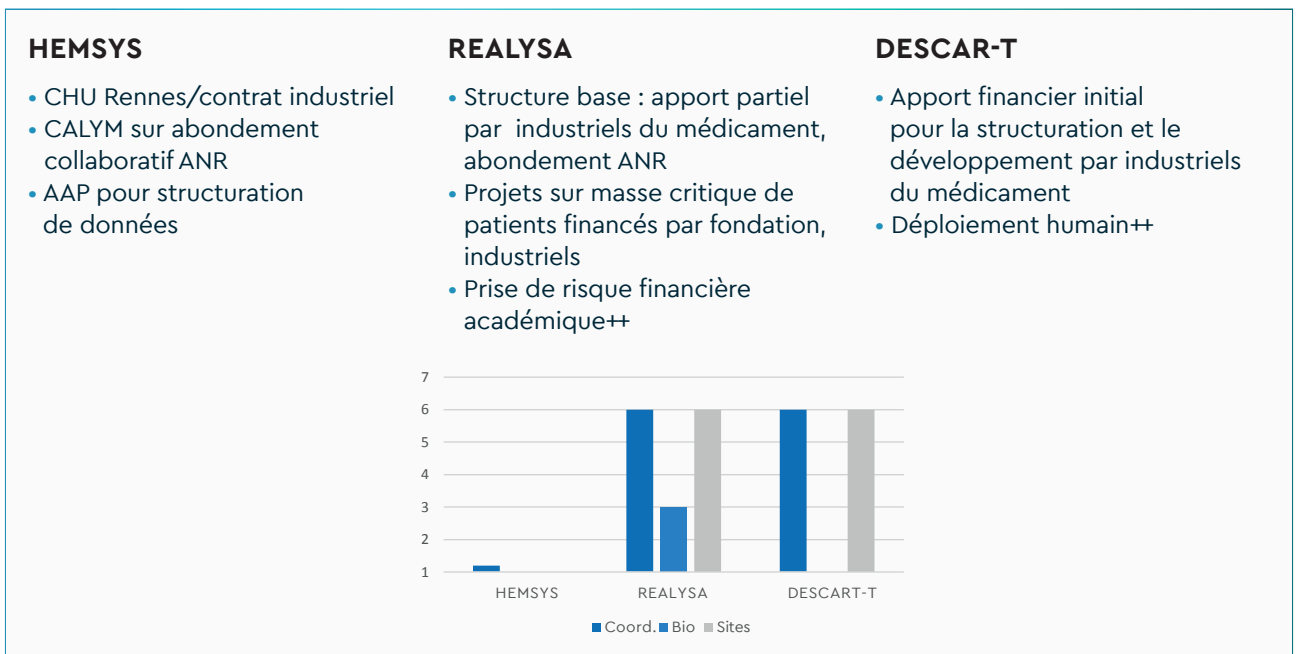 HEMSYS
• CHU Rennes/contrat industriel
• CALYM sur abondement
collaboratif ANR
• AAP pour structuration
de données
REALYSA
• Structure base : apport partiel
par industriels du médicament,
abondement ANR
• Projets sur masse critique de
patients financés par fondation,
industriels
• Prise de risque financière
académique++
DESCAR-T
• Apport financier initial
pour la structuration et le
développement par industriels
du médicament
• Déploiement humain++
7
6
5
4
3
2
1
HEMSYS
REALYSA
DESCART-T
Coord. Bio Sites